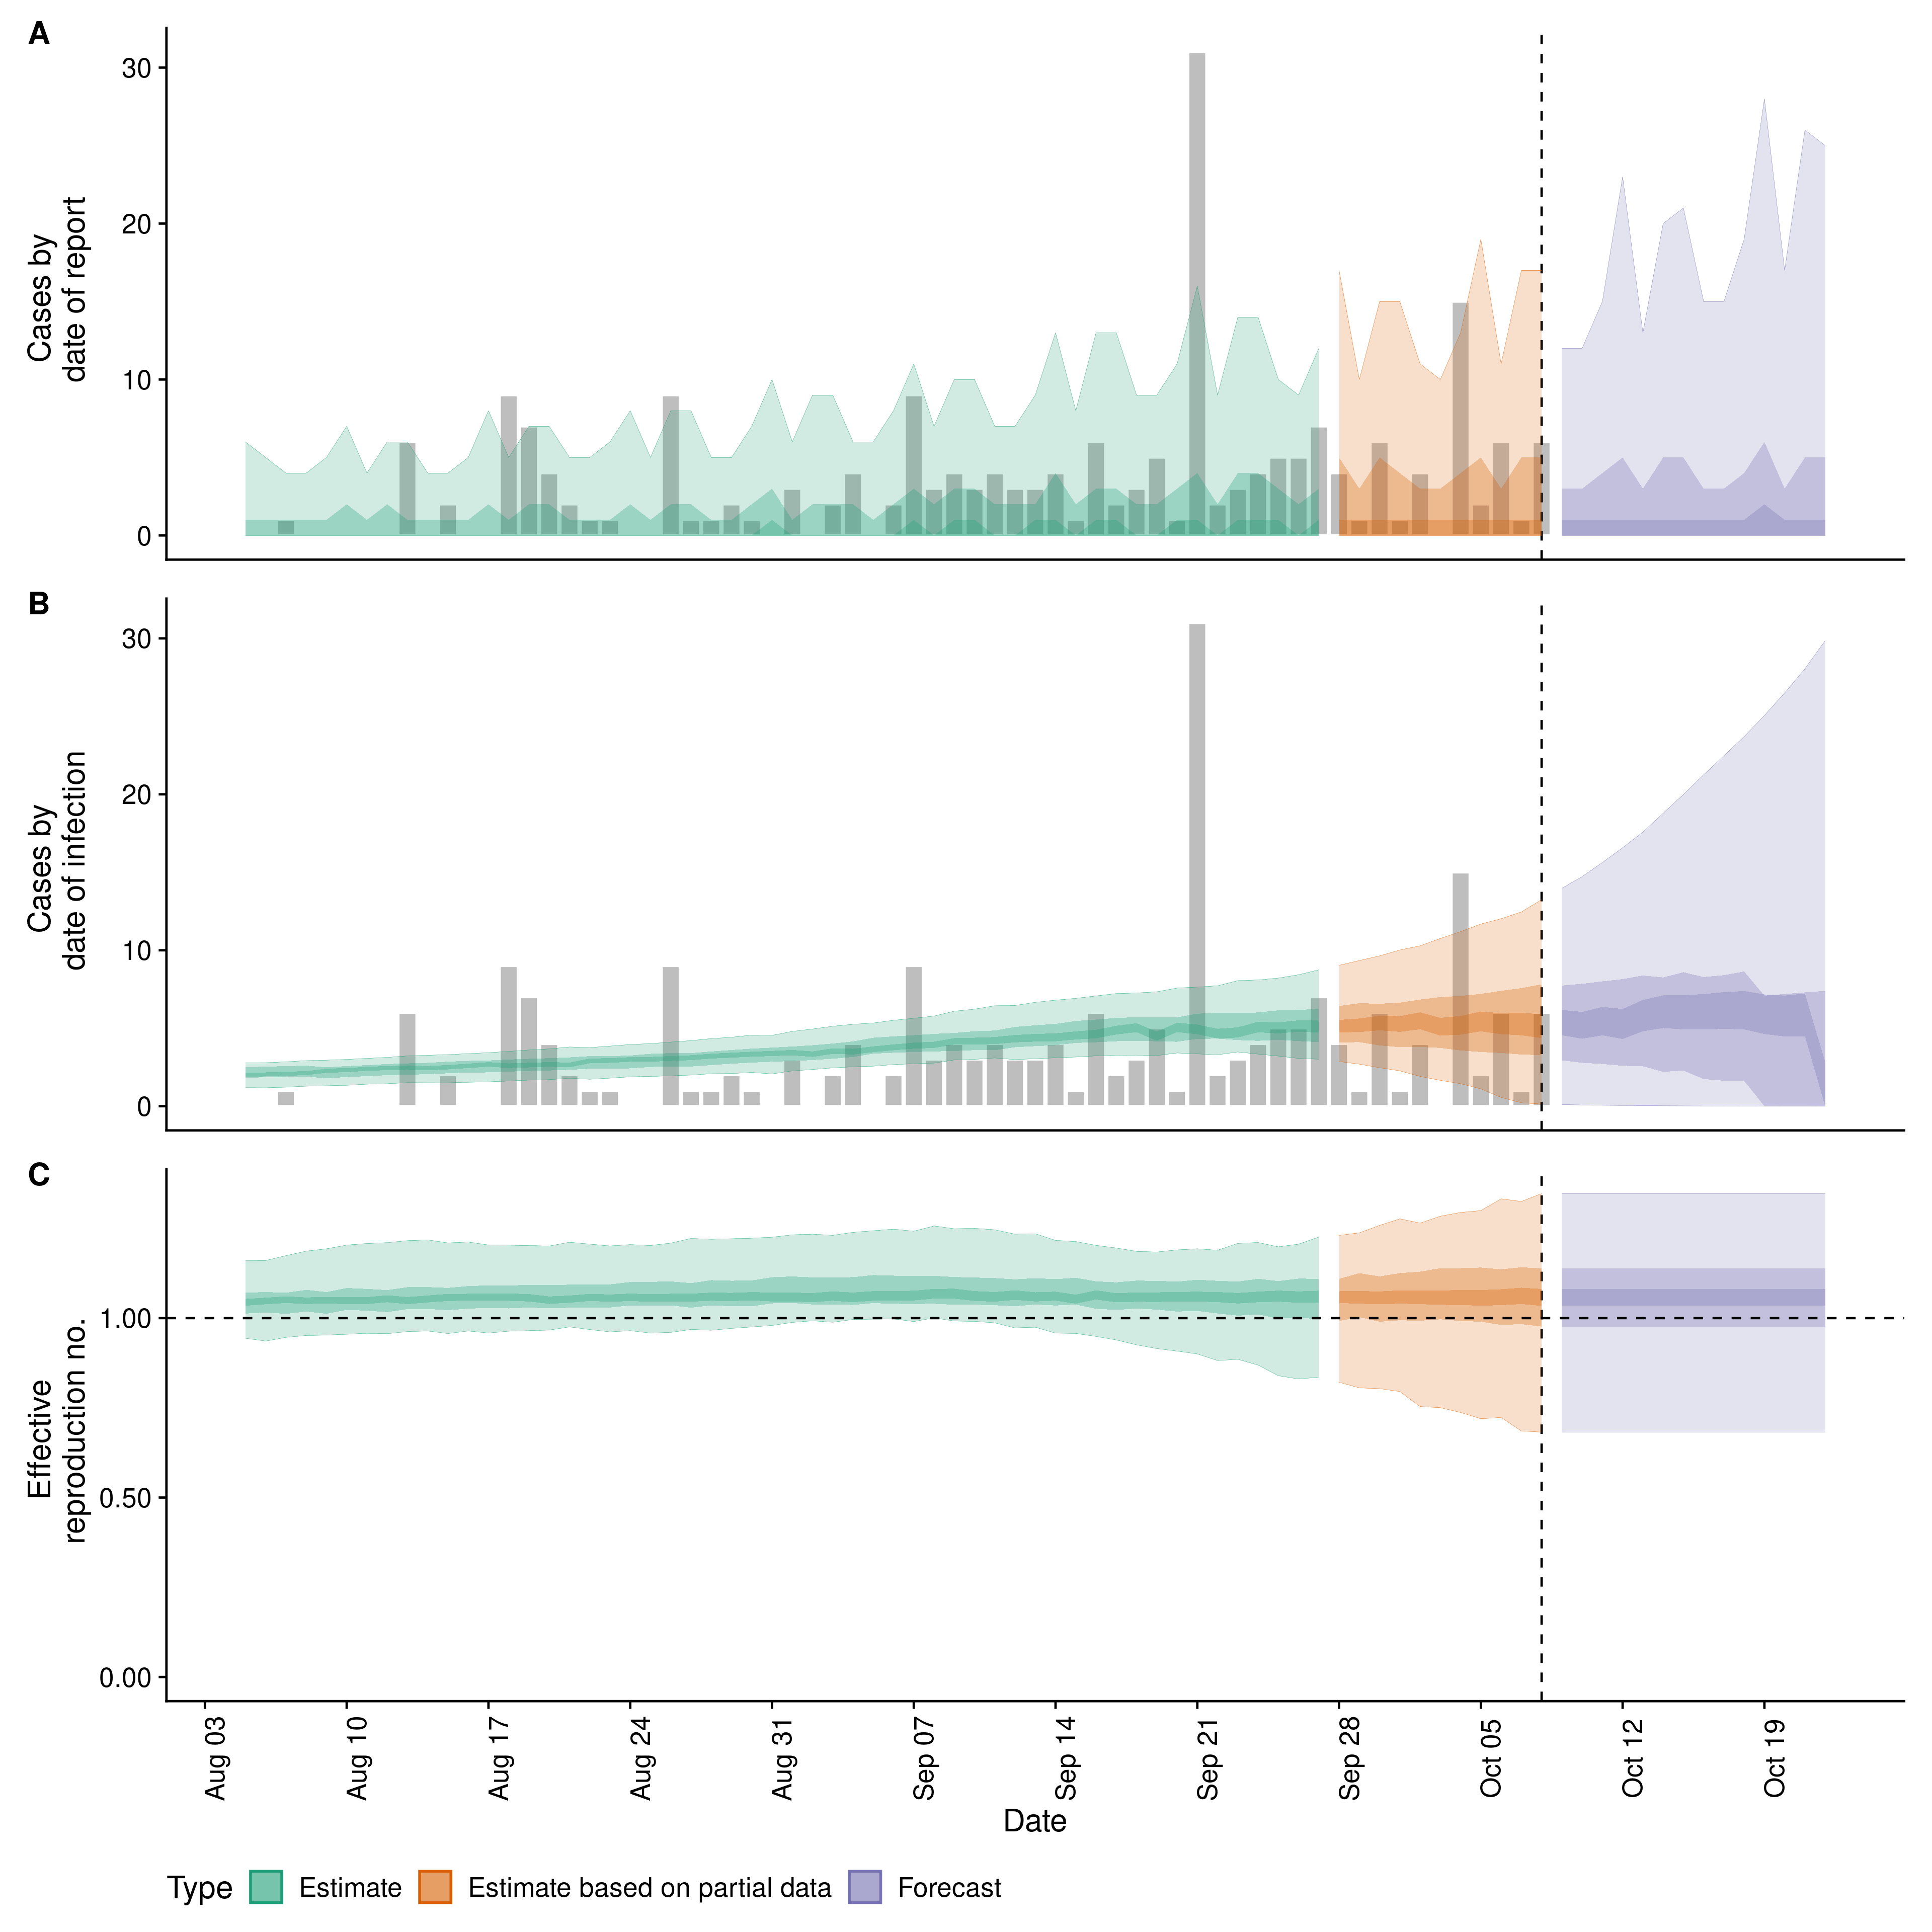 A
30
20
10
0
Cases by
date of report
B
30
20
10
0
Cases by
date of infection
C
1.00
0.50
0.00
Effective
reproduction no.
Aug 03
Aug 10
Aug 17
Aug 24
Aug 31
Sep 07
Sep 14
Sep 21
Sep 28
Oct 05
Oct 12
Oct 19
Date
Type Estimate Estimate based on partial data Forecast